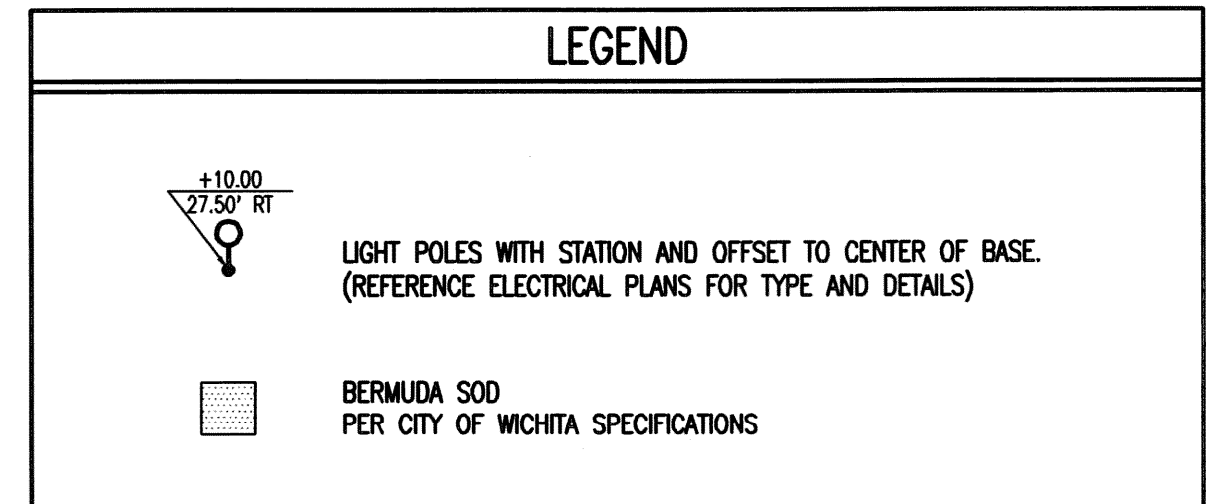 LEGEND
+10.00
27.50' RT
LIGHT POLES WITH STATION AND OFFSET TO CENTER OF BASE.
(REFERENCE ELECTRICAL PLANS FOR TYPE AND DETAILS)
BERMUDA SOD
PER CITY OF WICHITA SPECIFICATIONS